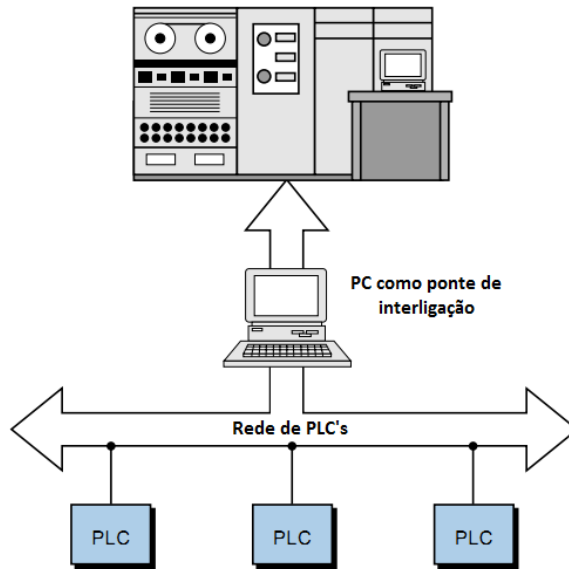 PC como ponte de
interligação
Rede de PLC's
PLC
PLC
PLC